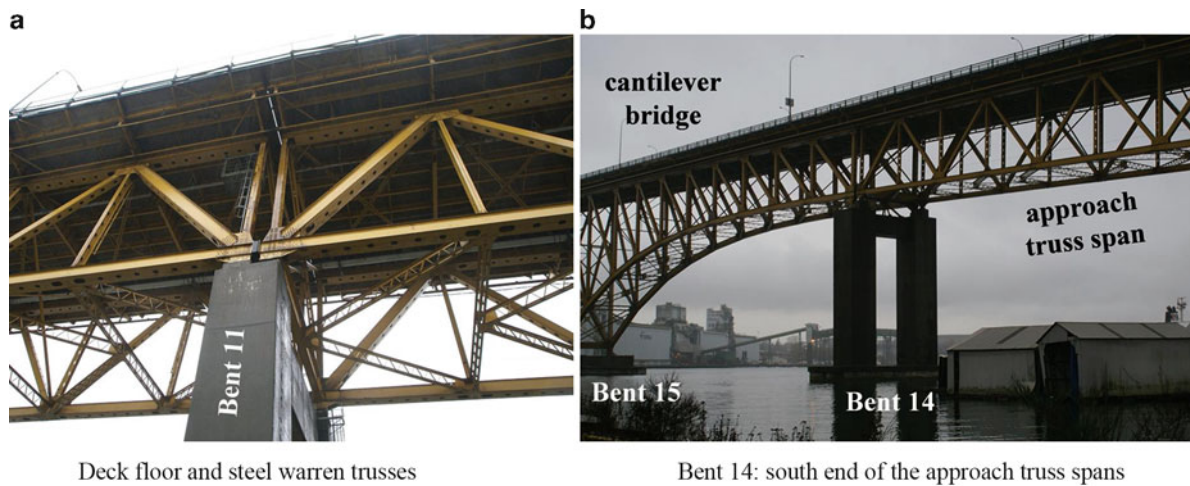 a
b
cantilever
bridge
approach
truss span
Bent 11
Bent 15
Bent 14
Deck floor and steel warren trusses
Bent 14: south end of the approach truss spans